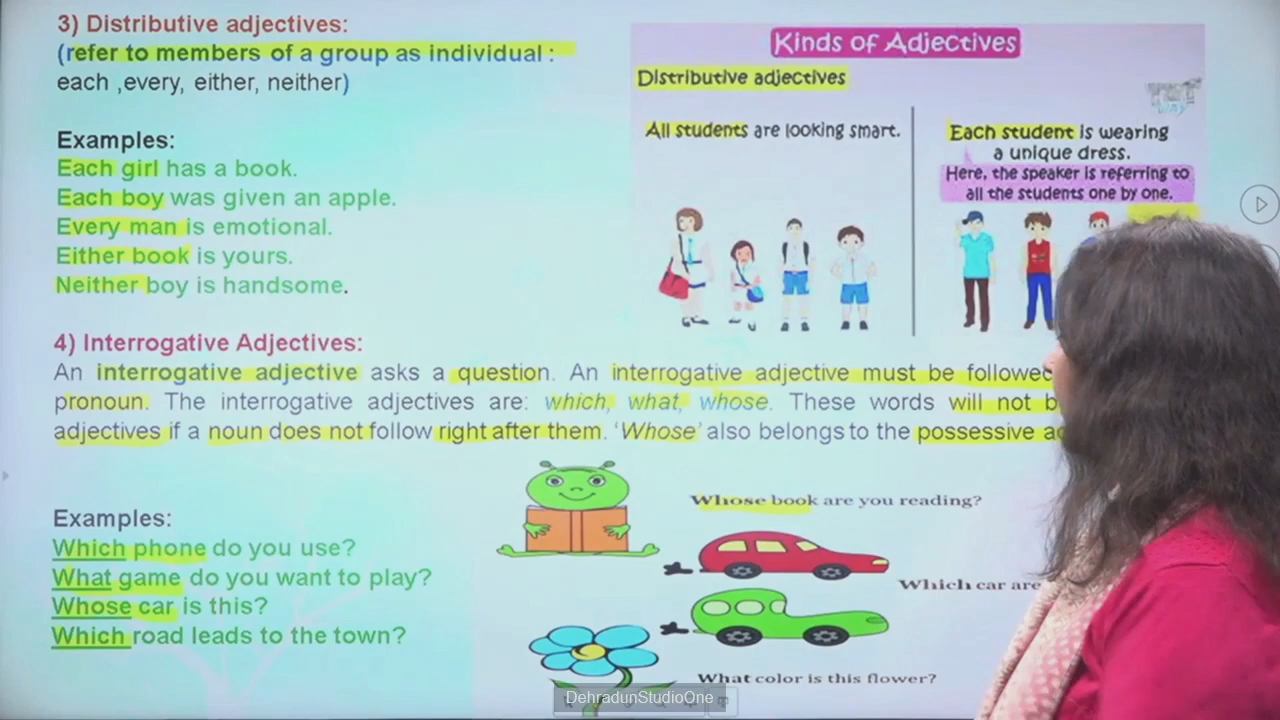 3) Distributive adjectives:
(refer to members of a group as individual :
each ,every, either, neither)
Examples:
Each girl has a book.
Each boy was given an apple.
Every man is emotional.
Either book is yours.
Neither boy is handsome.
Kinds of Adjectives
Distributive adjectives
All students are looking smart.
Each student is wearing
a unique dress.
Here, the speaker is referring to
all the students one by one.
4) Interrogative Adjectives:
An interrogative adjective asks a question. An interrogative adjective must be followed
pronoun. The interrogative adjectives are: which, what, whose. These words will not b
adjectives if a noun does not follow right after them. ‘Whose’ also belongs to the possessive a
Examples:
Which phone do you use?
What game do you want to play?
Whose car is this?
Which road leads to the town?
Whose book are you reading?
Which car are
What color is this flower?
DehradunStudioOne